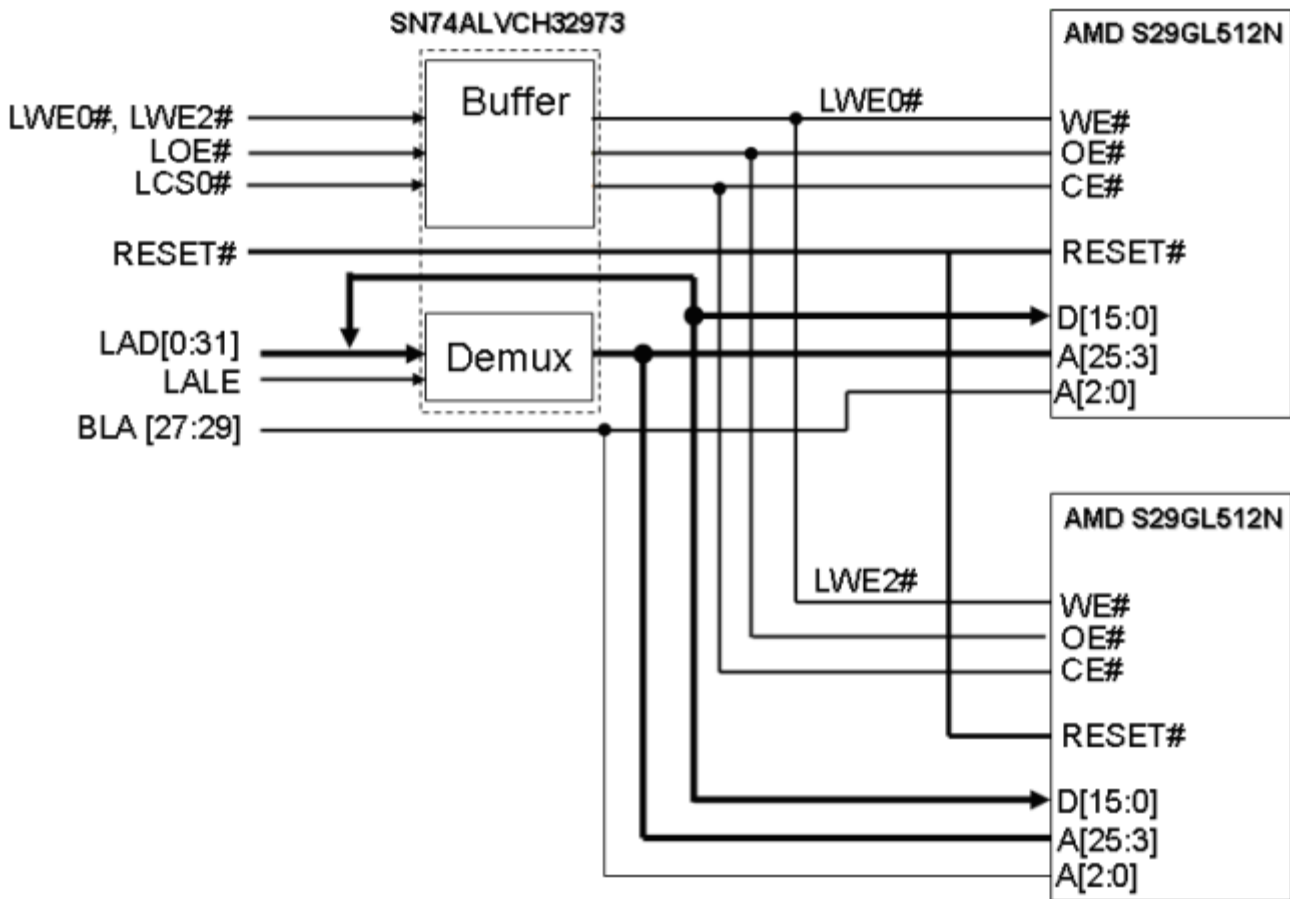 SN74ALVCH32973
AMD S29GL512N
Buffer
LWE0#
LWE0#, LWE2#
WE#
LOE#
OE#
LCS0#
CE#
RESET#
RESET#
LAD[0:31]
D[15:0]
Demux
A[25:3]
LALE
A[2:0]
BLA [27:29]
AMD S29GL512N
LWE2#
WE#
OE#
CE#
RESET#
D[15:0]
A[25:3]
A[2:0]